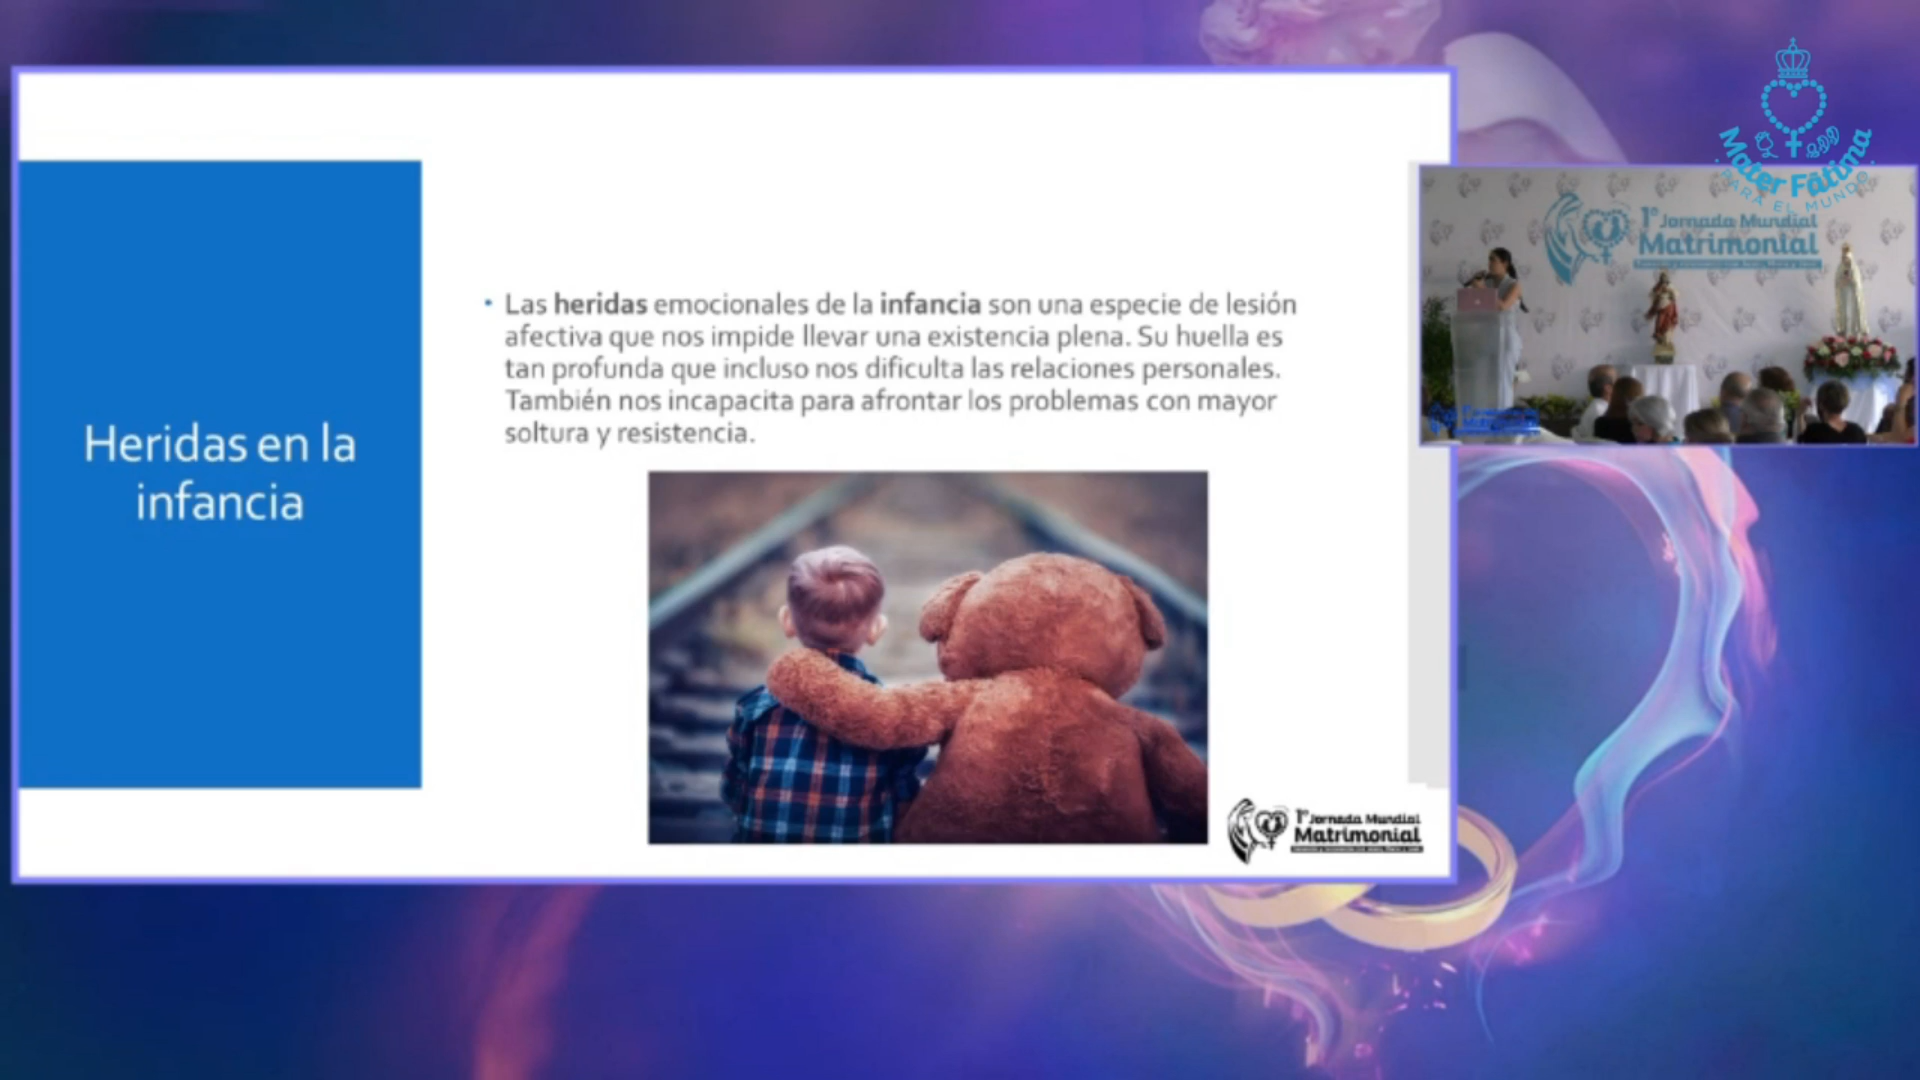 Mater Fátima
PARA EL MUNDO
1ª Jornada Mundial
Matrimonial
Heridas en la
infancia
• Las heridas emocionales de la infancia son una especie de lesión
afectiva que nos impide llevar una existencia plena. Su huella es
tan profunda que incluso nos dificulta las relaciones personales.
También nos incapacita para afrontar los problemas con mayor
soltura y resistencia.
1ª Jornada Mundial
Matrimonial